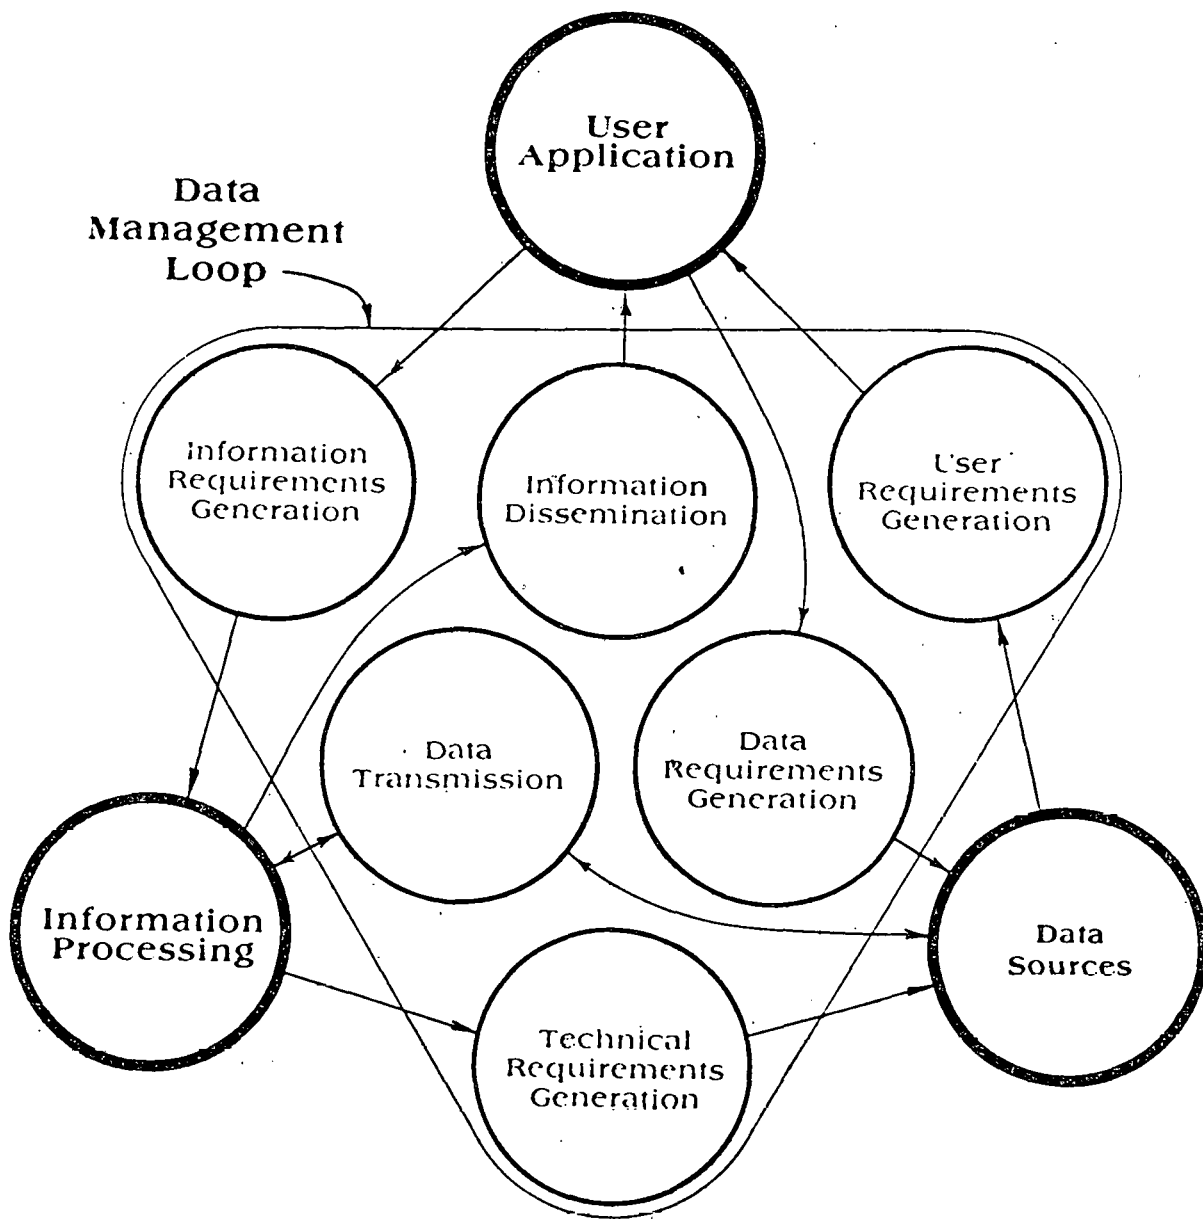 User
Application
Data
Management
Loop
Information
Requirements
Generation
Information
Dissemination
User
Requirements
Generation
Data
Transmission
Data
Requirements
Generation
Information
Processing
Data
Sources
Technical
Requirements
Generation